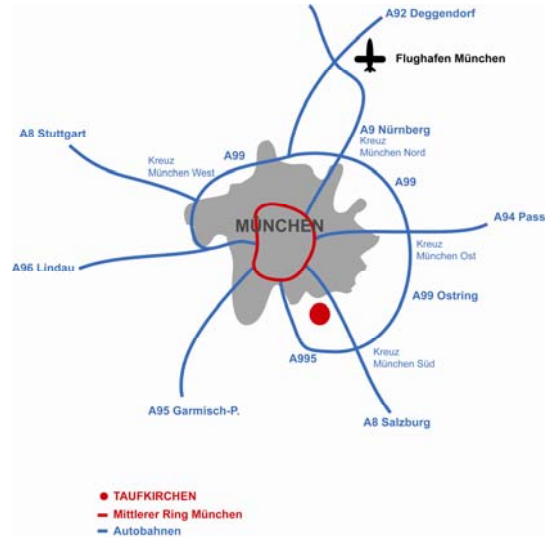 A92 Deggendorf
Flughafen München
A9 Nürnberg
Kreuz
München Nord
A8 Stuttgart
Kreuz
München West
A99
A99
MÜNCHEN
A94 Pass
Kreuz
München Ost
A96 Lindau
A99 Ostring
Kreuz
München Süd
A995
A95 Garmisch-P.
A8 Salzburg
TAUFKIRCHEN
Mittlerer Ring München
Autobahnen